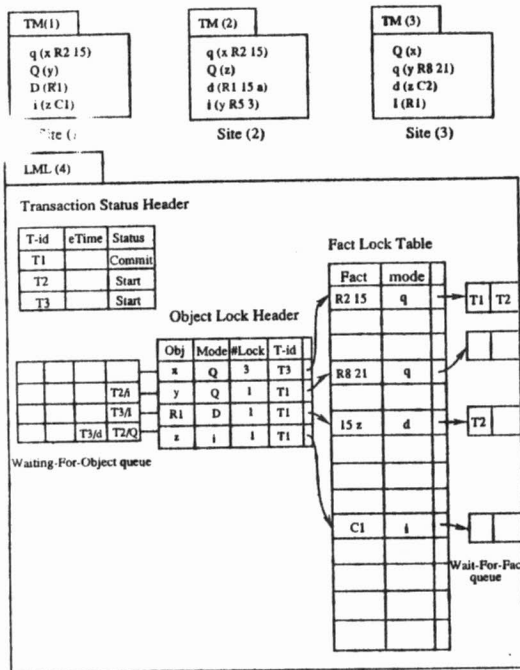 TM(1)
q (x R2 15)
Q (y)
D (R1)
i (z C1)
TM (2)
q (x R2 15)
Q (z)
d (R1 15 a)
i (y R5 3)
Site (2)
TM (3)
Q (x)
q (y R8 21)
d (z C2)
I (R1)
Site (3)
LML (4)
Transaction Status Header
T-id eTime Status
T1 Commit
T2 Start
T3 Start
Object Lock Header
Obj Mode #Lock T-id
x Q 3 T3
y Q 1 T1
R1 D 1 T1
z i 1 T1
T2/i
T3/I
T3/d T2/Q
Waiting-For-Object queue
Fact Lock Table
Fact mode
R2 15 q T1 T2
R8 21 q
15 z d T2
C1 i
Wait-For-Fac
queue